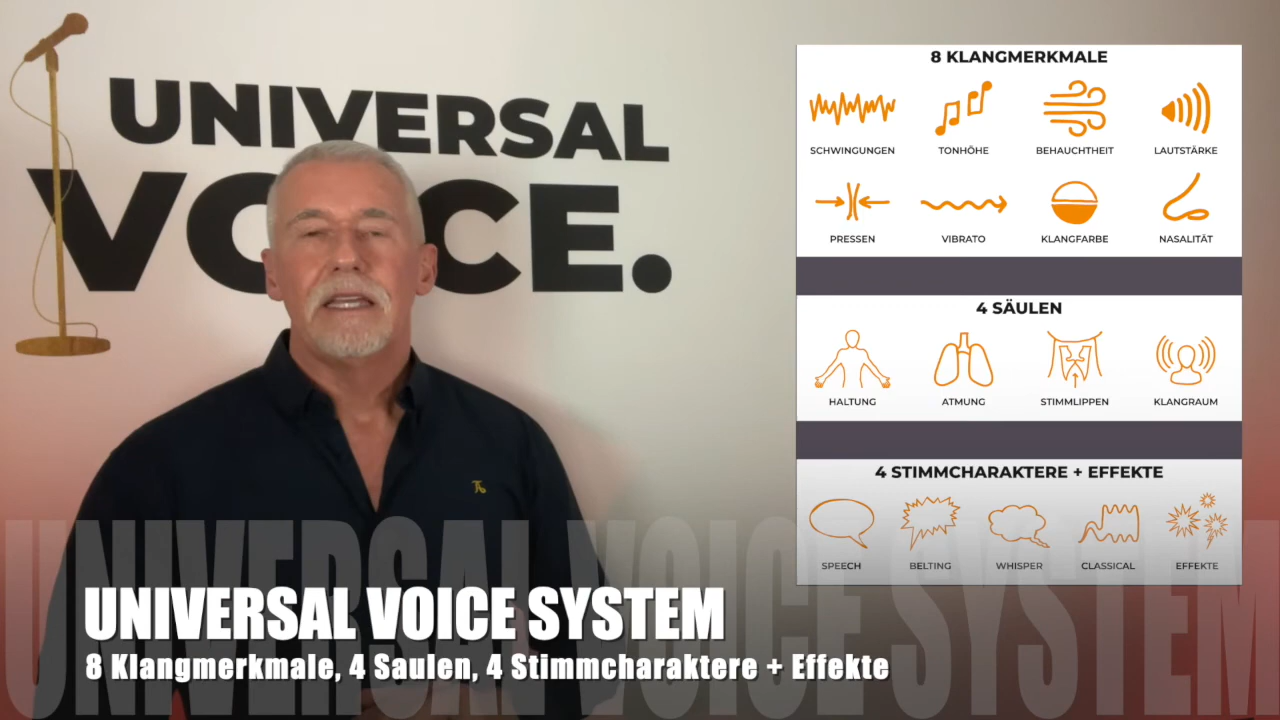 UNIVERSAL
VOICE.
8 KLANGMERKMALE
SCHWINGUNGEN TONHÖHE BEHAUCHTHEIT LAUTSTÄRKE
PRESSEN VIBRATO KLANGFARBE NASALITÄT
4 SÄULEN
HALTUNG ATMUNG STIMMLIPPEN KLANGRAUM
4 STIMMCHARAKTERE + EFFEKTE
SPEECH BELTING WHISPER CLASSICAL EFFEKTE
UNIVERSAL VOICE SYSTEM
UNIVERSAL VOICE SYSTEM
8 Klangmerkmale, 4 Saulen, 4 Stimmcharaktere + Effekte